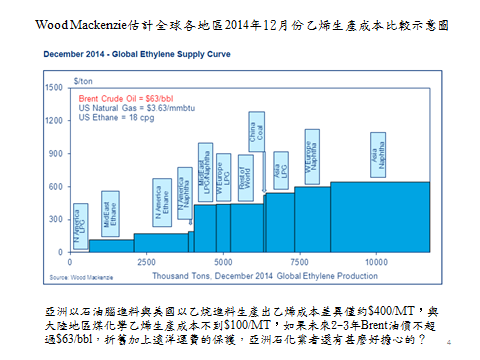 Wood Mackenzie估計全球各地區2014年12月份乙烯生產成本比較示意圖
December 2014 - Global Ethylene Supply Curve
$/ton
1500
1200
900
600
300
0
Brent Crude Oil = $63/bbl
US Natural Gas = $3.63/mmbtu
US Ethane = 18 cpg
N America LPG
MidEast Ethane
N America Ethane
N America Naphtha
MidEast LPG/Naphtha
W Europe LPG
Rest of World
China Coal
Asia LPG
W Europe Naphtha
Asia Naphtha
0 2500 5000 7500 10000
Source: Wood Mackenzie
Thousand Tons, December 2014 Global Ethylene Production
亞洲以石油腦進料與美國以乙烷進料生產出乙烯成本差異僅約$400/MT，與
大陸地區煤化學乙烯生產成本不到$100/MT，如果未來2-3年Brent油價不超
過$63/bbl，折舊加上遠洋運費的保護，亞洲石化業者還有甚麼好擔心的？
4